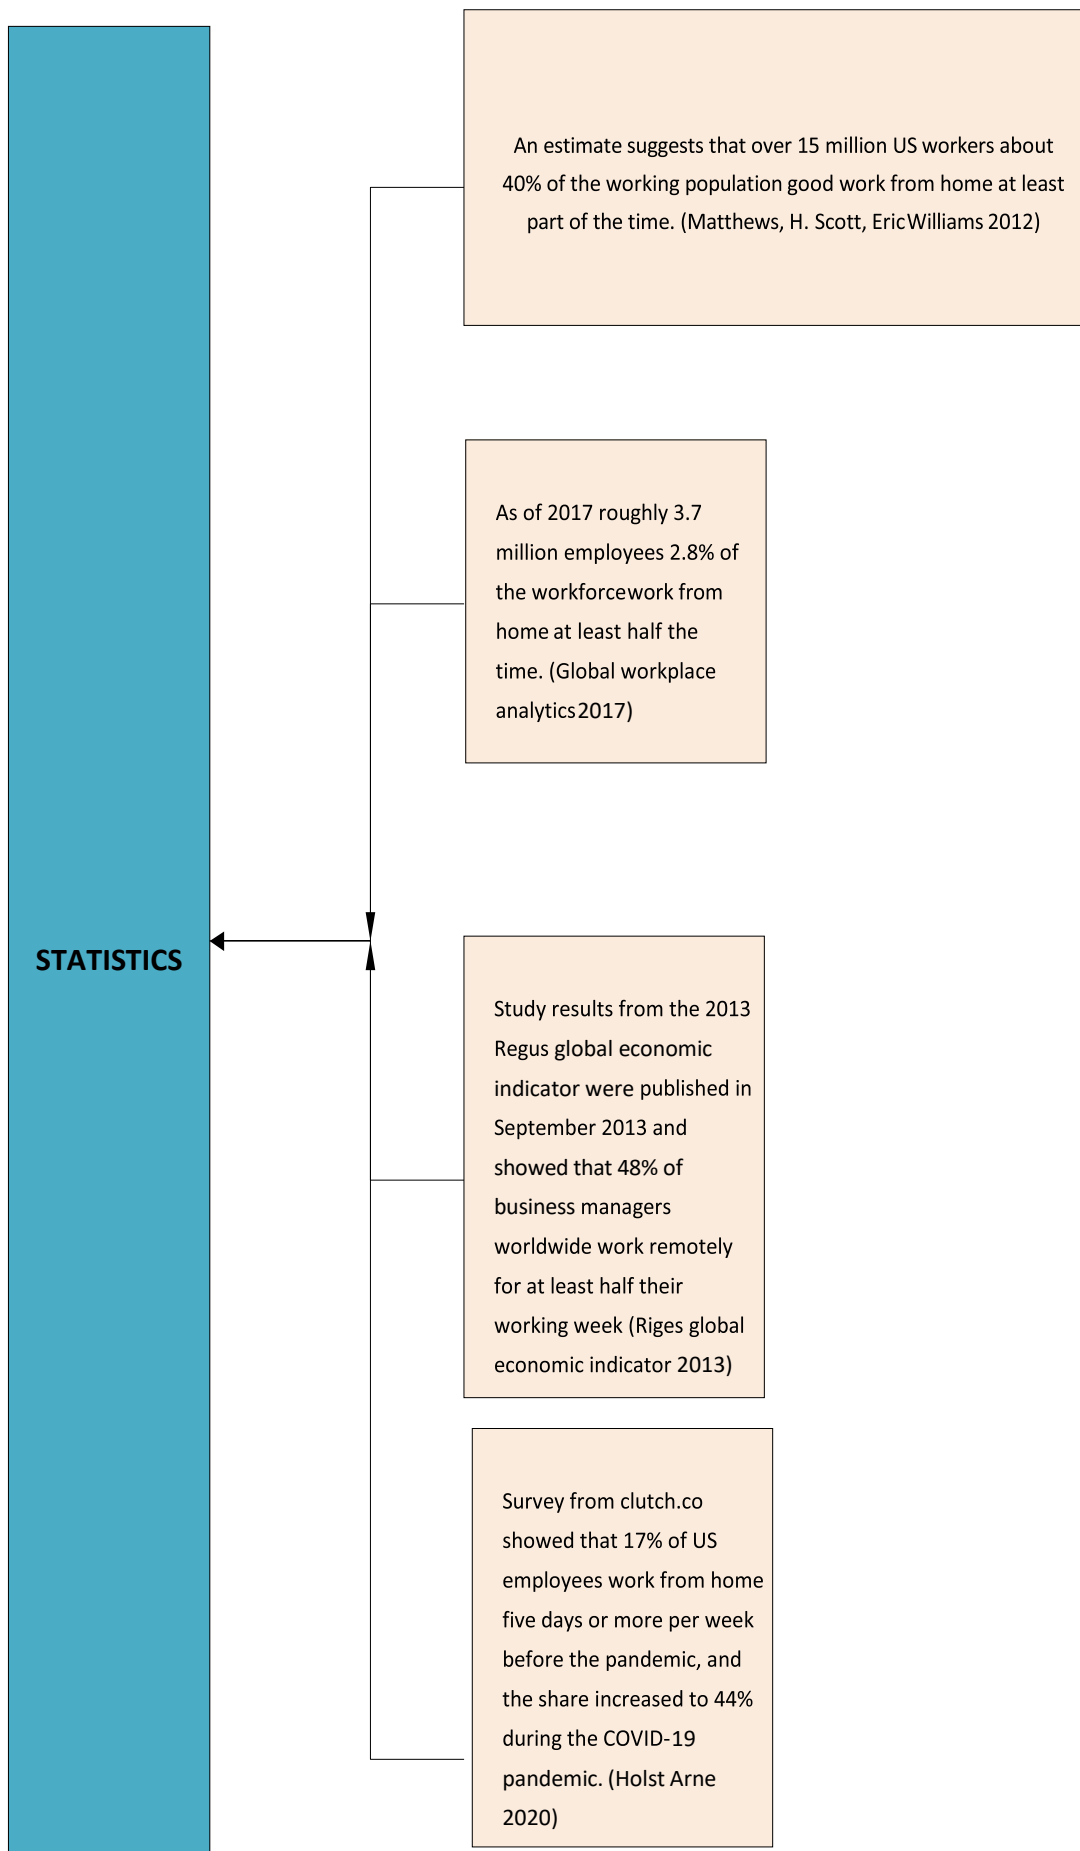 An estimate suggests that over 15 million US workers about
40% of the working population good work from home at least
part of the time. (Matthews, H. Scott, Eric Williams 2012)
As of 2017 roughly 3.7
million employees 2.8% of
the workforcework from
home at least half the
time. (Global workplace
analytics 2017)
STATISTICS
Study results from the 2013
Regus global economic
indicator were published in
September 2013 and
showed that 48% of
business managers
worldwide work remotely
for at least half their
working week (Riges global
economic indicator 2013)
Survey from clutch.co
showed that 17% of US
employees work from home
five days or more per week
before the pandemic, and
the share increased to 44%
during the COVID-19
pandemic. (Holst Arne
2020)